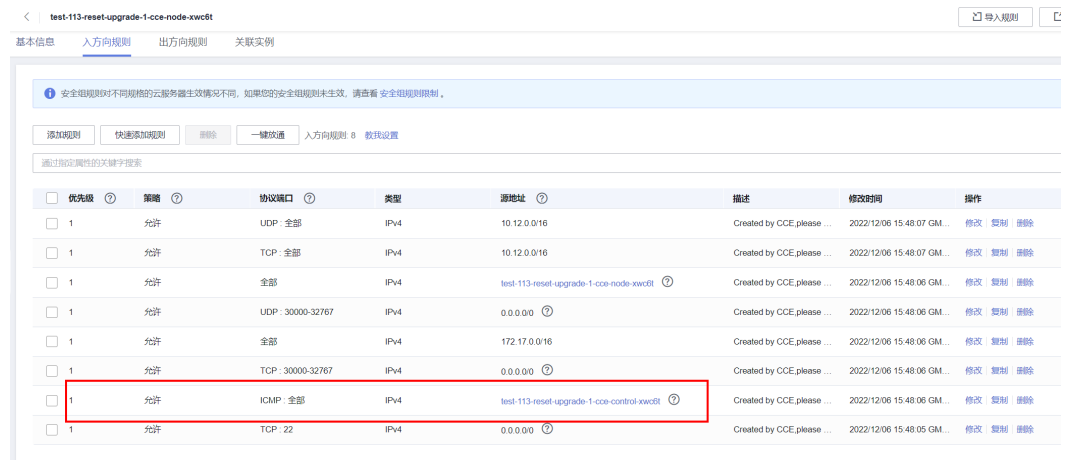 test-113-reset-upgrade-1-cce-node-xwc6t 导入规则
基本信息 入方向规则 出方向规则 关联实例
安全组规则对不同规格的云服务器生效情况不同，如果您的安全组规则未生效，请查看 安全组规则限制 。
添加规则 快速添加规则 删除 一键放通 入方向规则: 8 教我设置
通过指定属性的关键字搜索
优先级 策略 协议端口 类型 源地址 描述 修改时间 操作
1 允许 UDP : 全部 IPv4 10.12.0.0/16 Created by CCE,please ... 2022/12/06 15:48:07 GM... 修改 复制 删除
1 允许 TCP : 全部 IPv4 10.12.0.0/16 Created by CCE,please ... 2022/12/06 15:48:07 GM... 修改 复制 删除
1 允许 全部 IPv4 test-113-reset-upgrade-1-cce-node-xwc6t Created by CCE,please ... 2022/12/06 15:48:06 GM... 修改 复制 删除
1 允许 UDP : 30000-32767 IPv4 0.0.0.0/0 Created by CCE,please ... 2022/12/06 15:48:06 GM... 修改 复制 删除
1 允许 全部 IPv4 172.17.0.0/16 Created by CCE,please ... 2022/12/06 15:48:06 GM... 修改 复制 删除
1 允许 TCP : 30000-32767 IPv4 0.0.0.0/0 Created by CCE,please ... 2022/12/06 15:48:06 GM... 修改 复制 删除
1 允许 ICMP : 全部 IPv4 test-113-reset-upgrade-1-cce-control-xwc6t Created by CCE,please ... 2022/12/06 15:48:06 GM... 修改 复制 删除
1 允许 TCP : 22 IPv4 0.0.0.0/0 Created by CCE,please ... 2022/12/06 15:48:05 GM... 修改 复制 删除